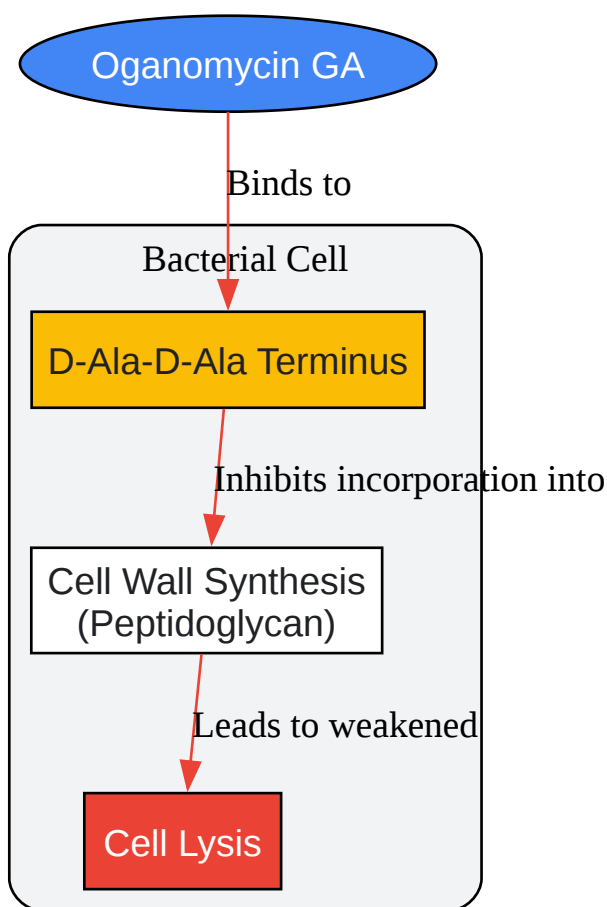 Oganomycin GA
Binds to
Bacterial Cell
D-Ala-D-Ala Terminus
Inhibits incorporation into
Cell Wall Synthesis
(Peptidoglycan)
Leads to weakened
Cell Lysis